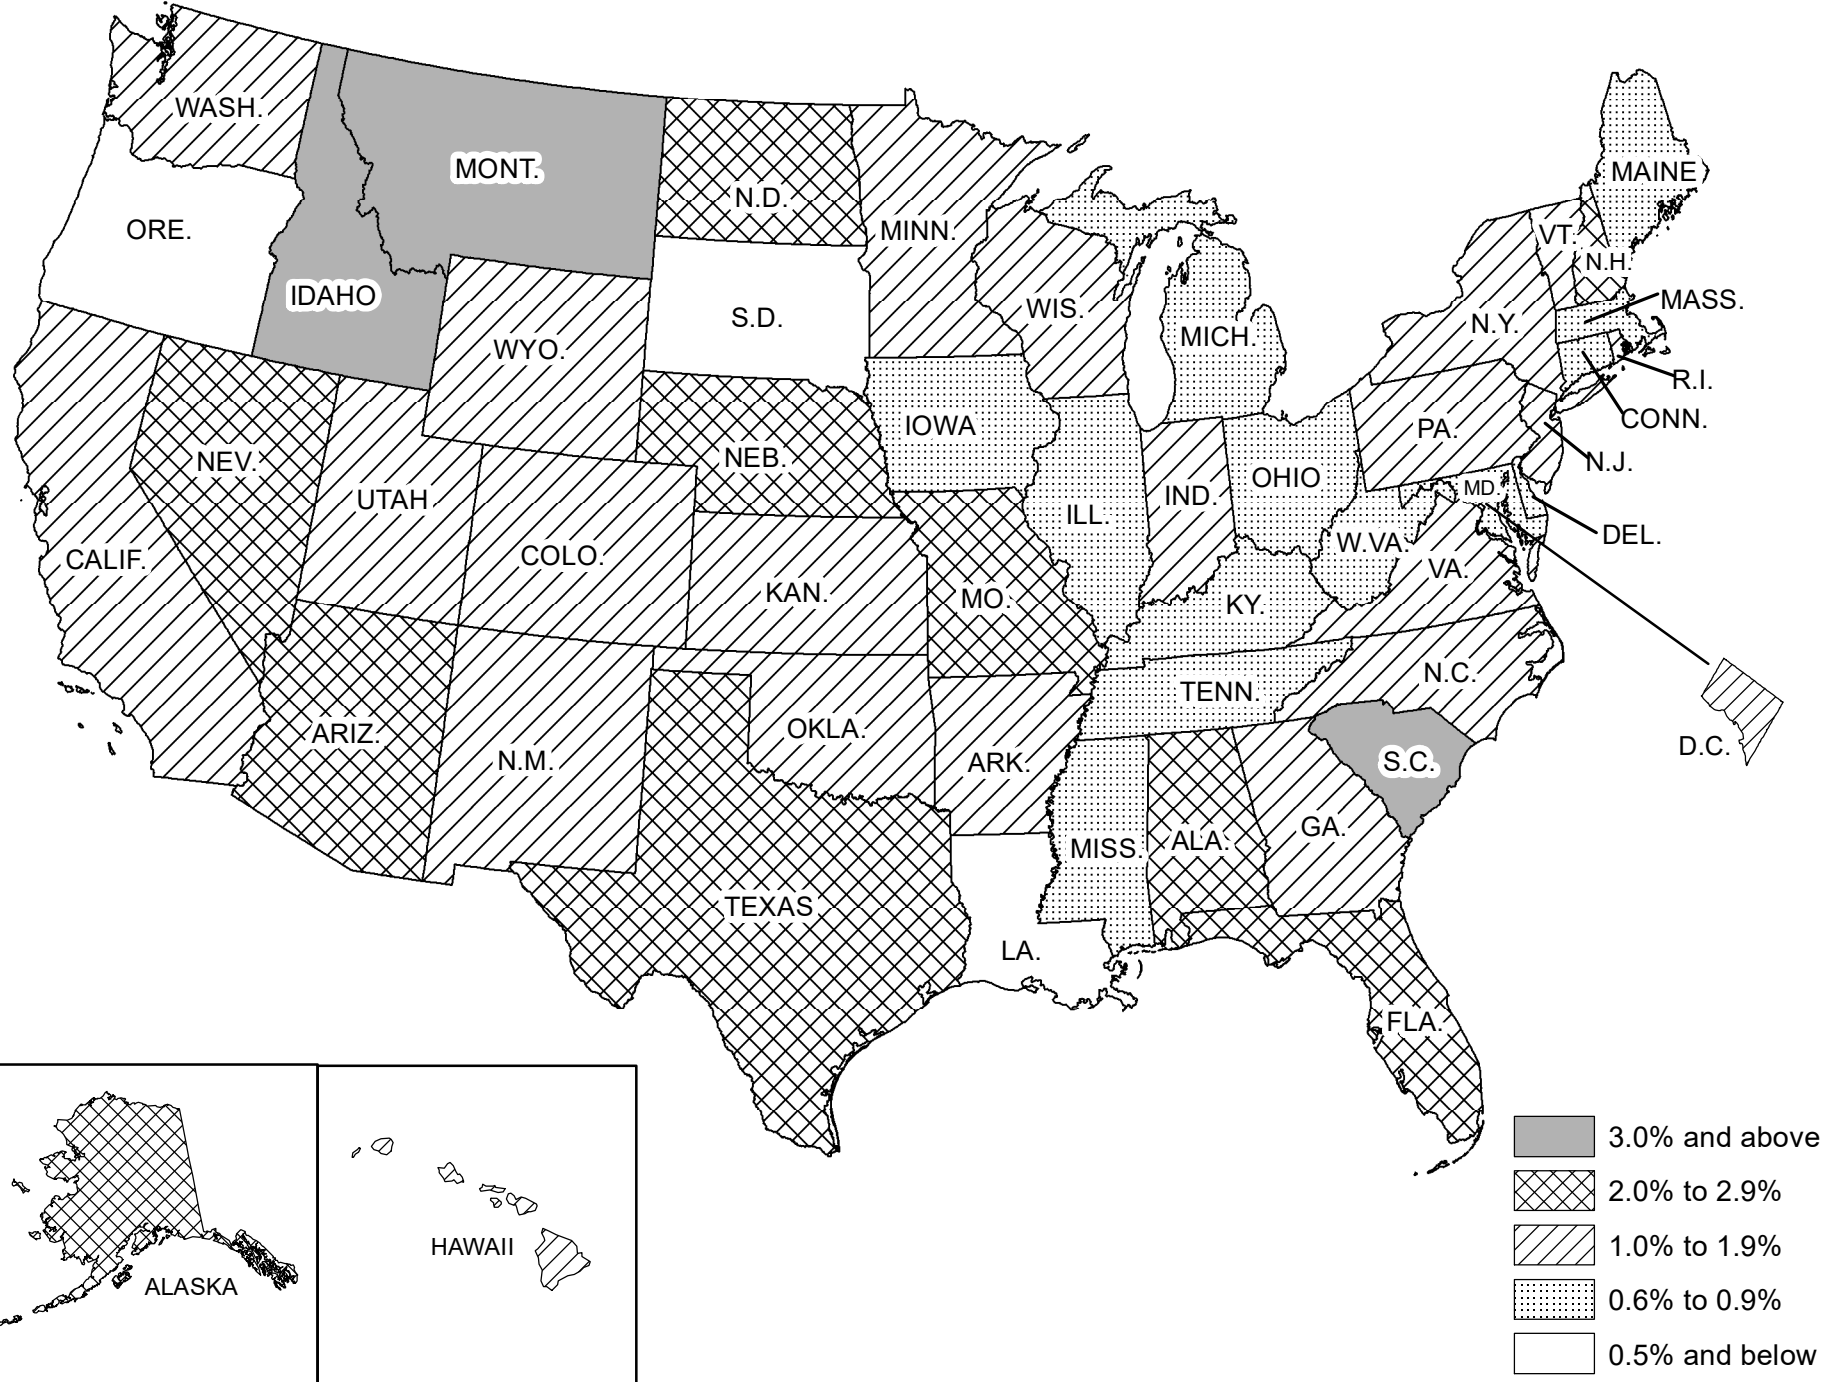 WASH.
MONT.
N.D.
MINN.
ORE.
IDAHO
WYO.
S.D.
WIS.
MICH.
MAINE
VT.
N.H.
MASS.
N.Y.
R.I.
CONN.
N.J.
PA.
IOWA
NEB.
NEV.
UTAH
COLO.
CALIF.
KAN.
MO.
ILL.
IND.
OHIO
MD.
DEL.
W.VA.
VA.
KY.
TENN.
N.C.
D.C.
ARIZ.
N.M.
OKLA.
ARK.
S.C.
MISS.
ALA.
GA.
TEXAS
LA.
FLA.
ALASKA
HAWAII
3.0% and above
2.0% to 2.9%
1.0% to 1.9%
0.6% to 0.9%
0.5% and below